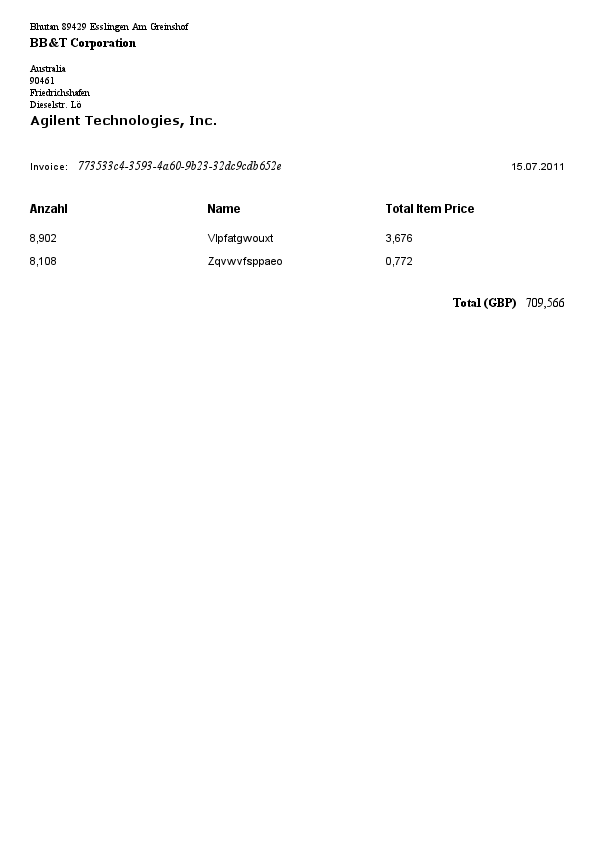 Bhutan 89429 Esslingen Am Greinshof
BB&T Corporation
Australia
90461
Friedrichshafen
Dieselstr. Lö
Agilent Technologies, Inc.
Invoice: 773533c4-3593-4a60-9b23-32dc9cdb652e 15.07.2011
Anzahl Name Total Item Price
8,902 Vlpfatgwouxt 3,676
8,108 Zqvwvfsppaeo 0,772
Total (GBP) 709,566